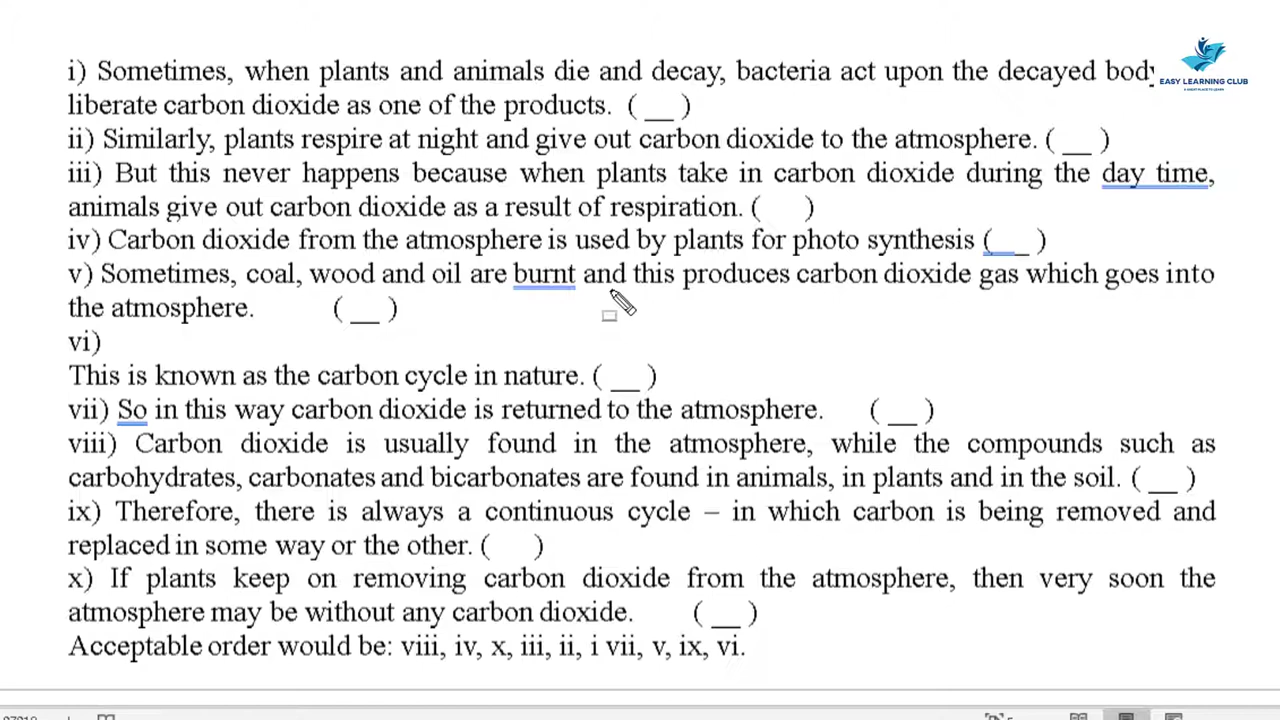 i) Sometimes, when plants and animals die and decay, bacteria act upon the decayed body
EASY LEARNING CLUB
liberate carbon dioxide as one of the products. ( __ )
ii) Similarly, plants respire at night and give out carbon dioxide to the atmosphere. ( __ )
iii) But this never happens because when plants take in carbon dioxide during the day time,
animals give out carbon dioxide as a result of respiration. ( )
iv) Carbon dioxide from the atmosphere is used by plants for photo synthesis ( __ )
v) Sometimes, coal, wood and oil are burnt and this produces carbon dioxide gas which goes into
the atmosphere. ( __ )
vi)
This is known as the carbon cycle in nature. ( __ )
vii) So in this way carbon dioxide is returned to the atmosphere. ( __ )
viii) Carbon dioxide is usually found in the atmosphere, while the compounds such as
carbohydrates, carbonates and bicarbonates are found in animals, in plants and in the soil. ( __ )
ix) Therefore, there is always a continuous cycle – in which carbon is being removed and
replaced in some way or the other. ( )
x) If plants keep on removing carbon dioxide from the atmosphere, then very soon the
atmosphere may be without any carbon dioxide. ( __ )
Acceptable order would be: viii, iv, x, iii, ii, i vii, v, ix, vi.